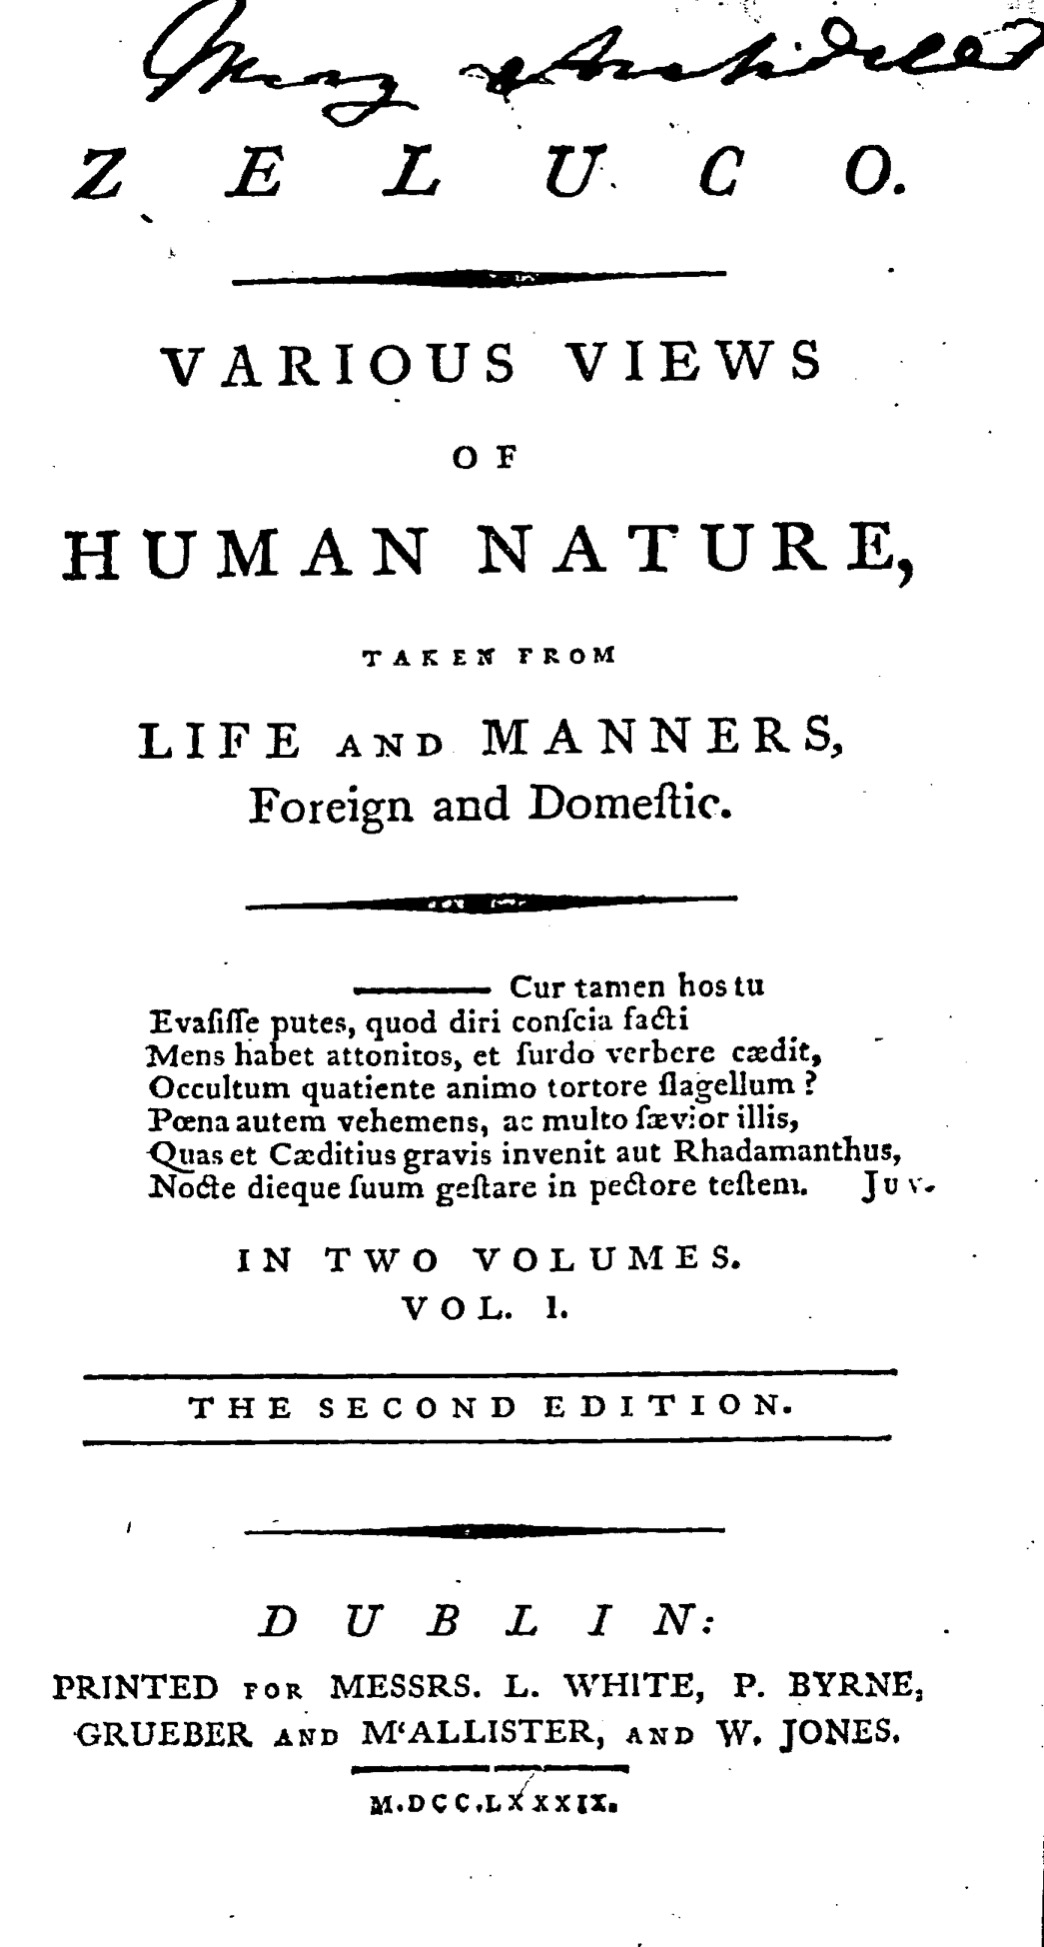 Mary
ZELUCO.
VARIOUS VIEWS
OF
HUMAN NATURE,
TAKEN FROM
LIFE AND MANNERS,
Foreign and Domeſtic.
——— Cur tamen hos tu
Evaſiſſe putes, quod diri conſcia facti
Mens habet attonitos, et ſurdo verbere cædit,
Occultum quatiente animo tortore flagellum ?
Pœna autem vehemens, ac multo ſævior illis,
Quas et Cæditius gravis invenit aut Rhadamanthus,
Nocte dieque ſuum geſtare in pectore teſtem. Juv.
IN TWO VOLUMES.
VOL. I.
THE SECOND EDITION.
DUBLIN:
PRINTED FOR MESSRS. L. WHITE, P. BYRNE,
GRUEBER AND M‘ALLISTER, AND W. JONES.
M.DCC.LXXXIX.